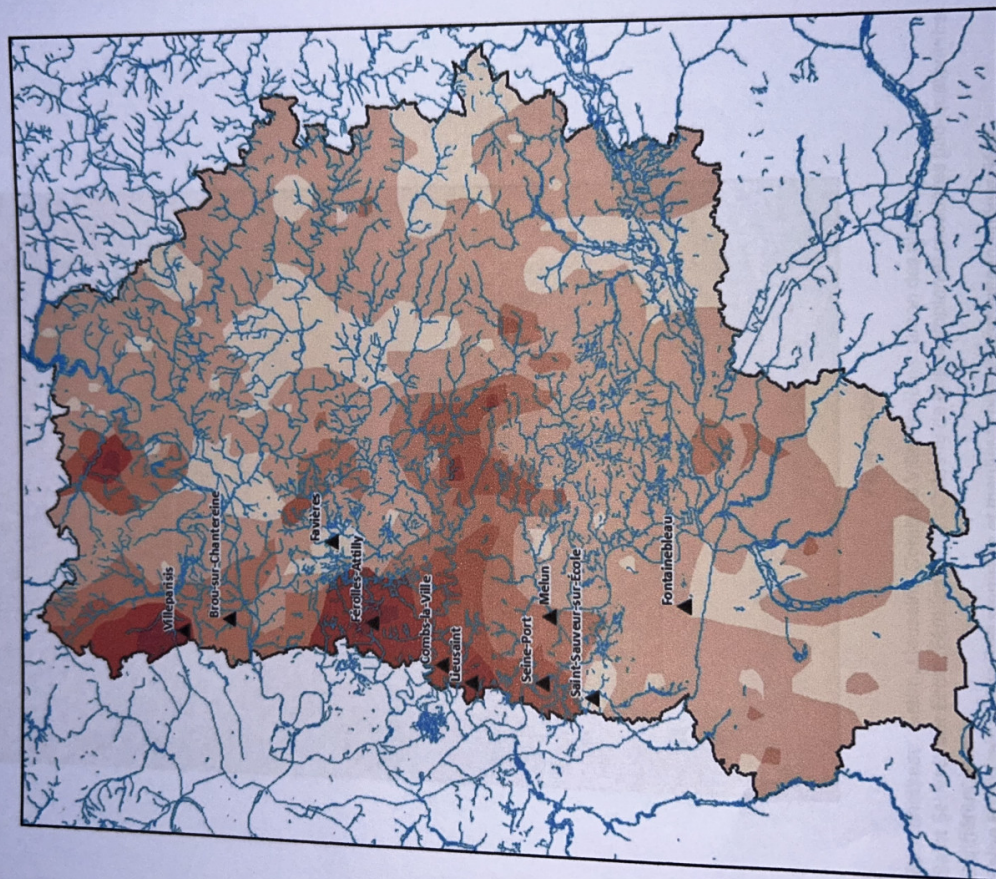 Villeparisis
Brou-sur-Chantereine
Favières
Férolles-Attilly
Combs-la-Ville
Lieusaint
Seine-Port
Melun
Saint-Sauveur-sur-École
Fontainebleau